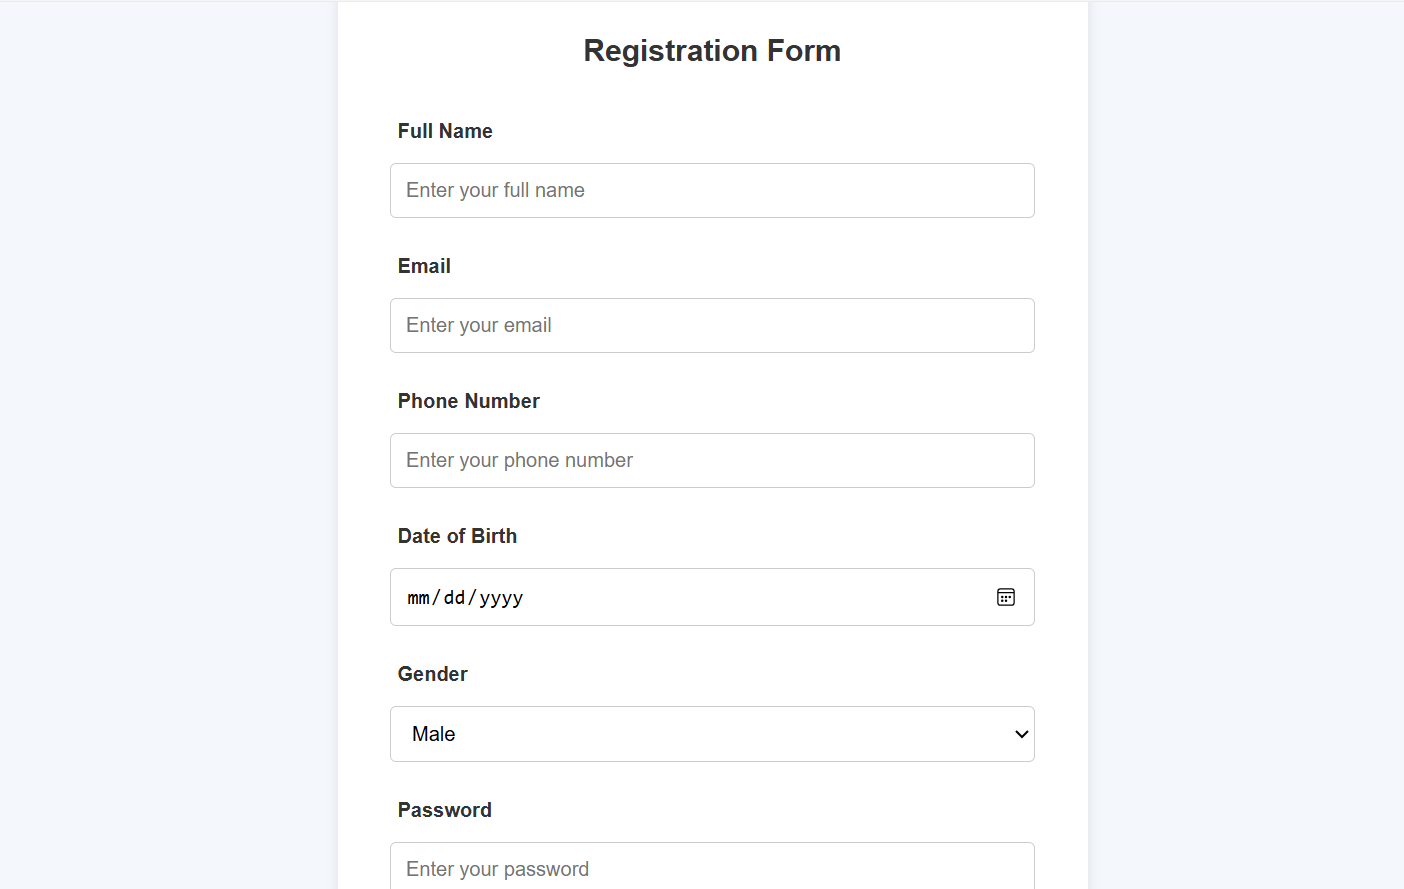 Registration Form
Full Name
Enter your full name
Email
Enter your email
Phone Number
Enter your phone number
Date of Birth
mm/dd/yyyy
Gender
Male
Password
Enter your password